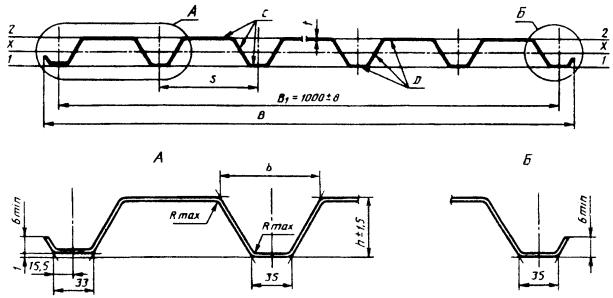 А
C
t
Б
2
X
1
2
X
1
S
D
B₁ = 1000 ± 8
B
А
b
Б
6 min
R max
R max
h ± 1,5
6 min
1
15,5
33
35
35